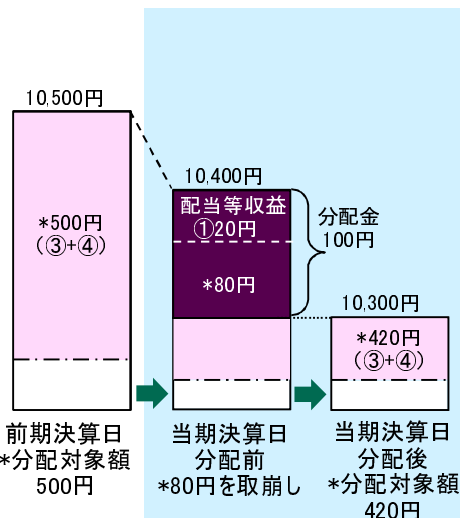 10,500円
*500円
（③+④）
前期決算日
*分配対象額
500円
10,400円
配当等収益
①20円
*80円
分配金
100円
当期決算日
分配前
*80円を取崩し
10,300円
*420円
（③+④）
当期決算日
分配後
*分配対象額
420円